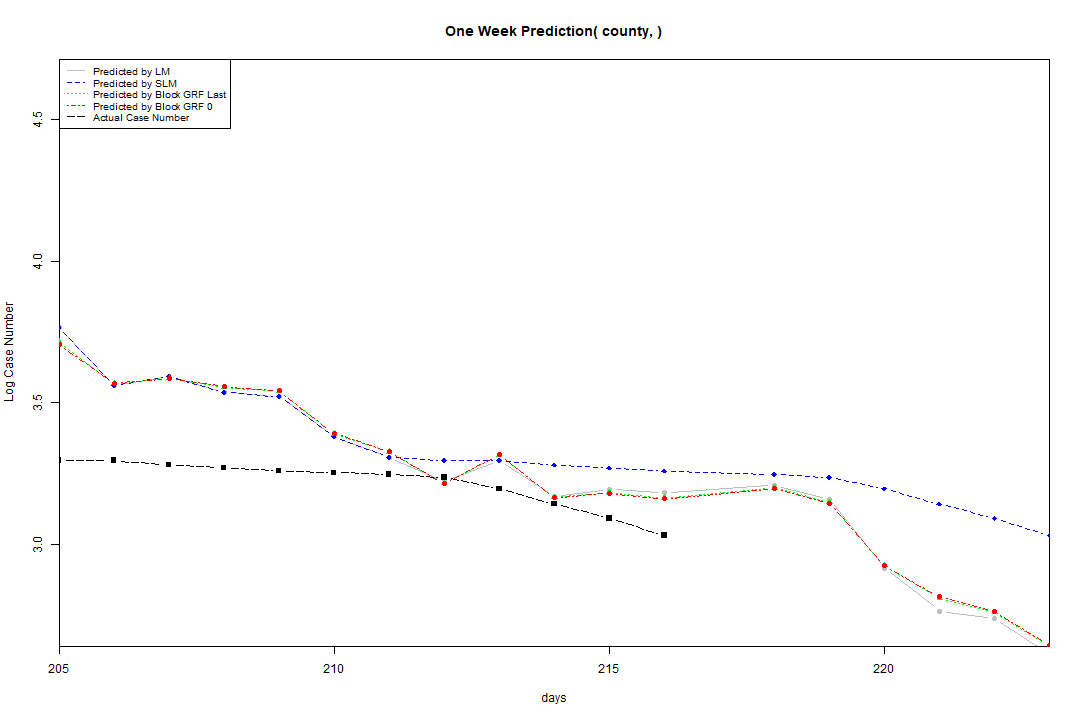 One Week Prediction( county, )
Predicted by LM
Predicted by SLM
Predicted by Block GRF Last
Predicted by Block GRF 0
Actual Case Number
4.5
4.0
3.5
3.0
Log Case Number
205
210
215
220
days